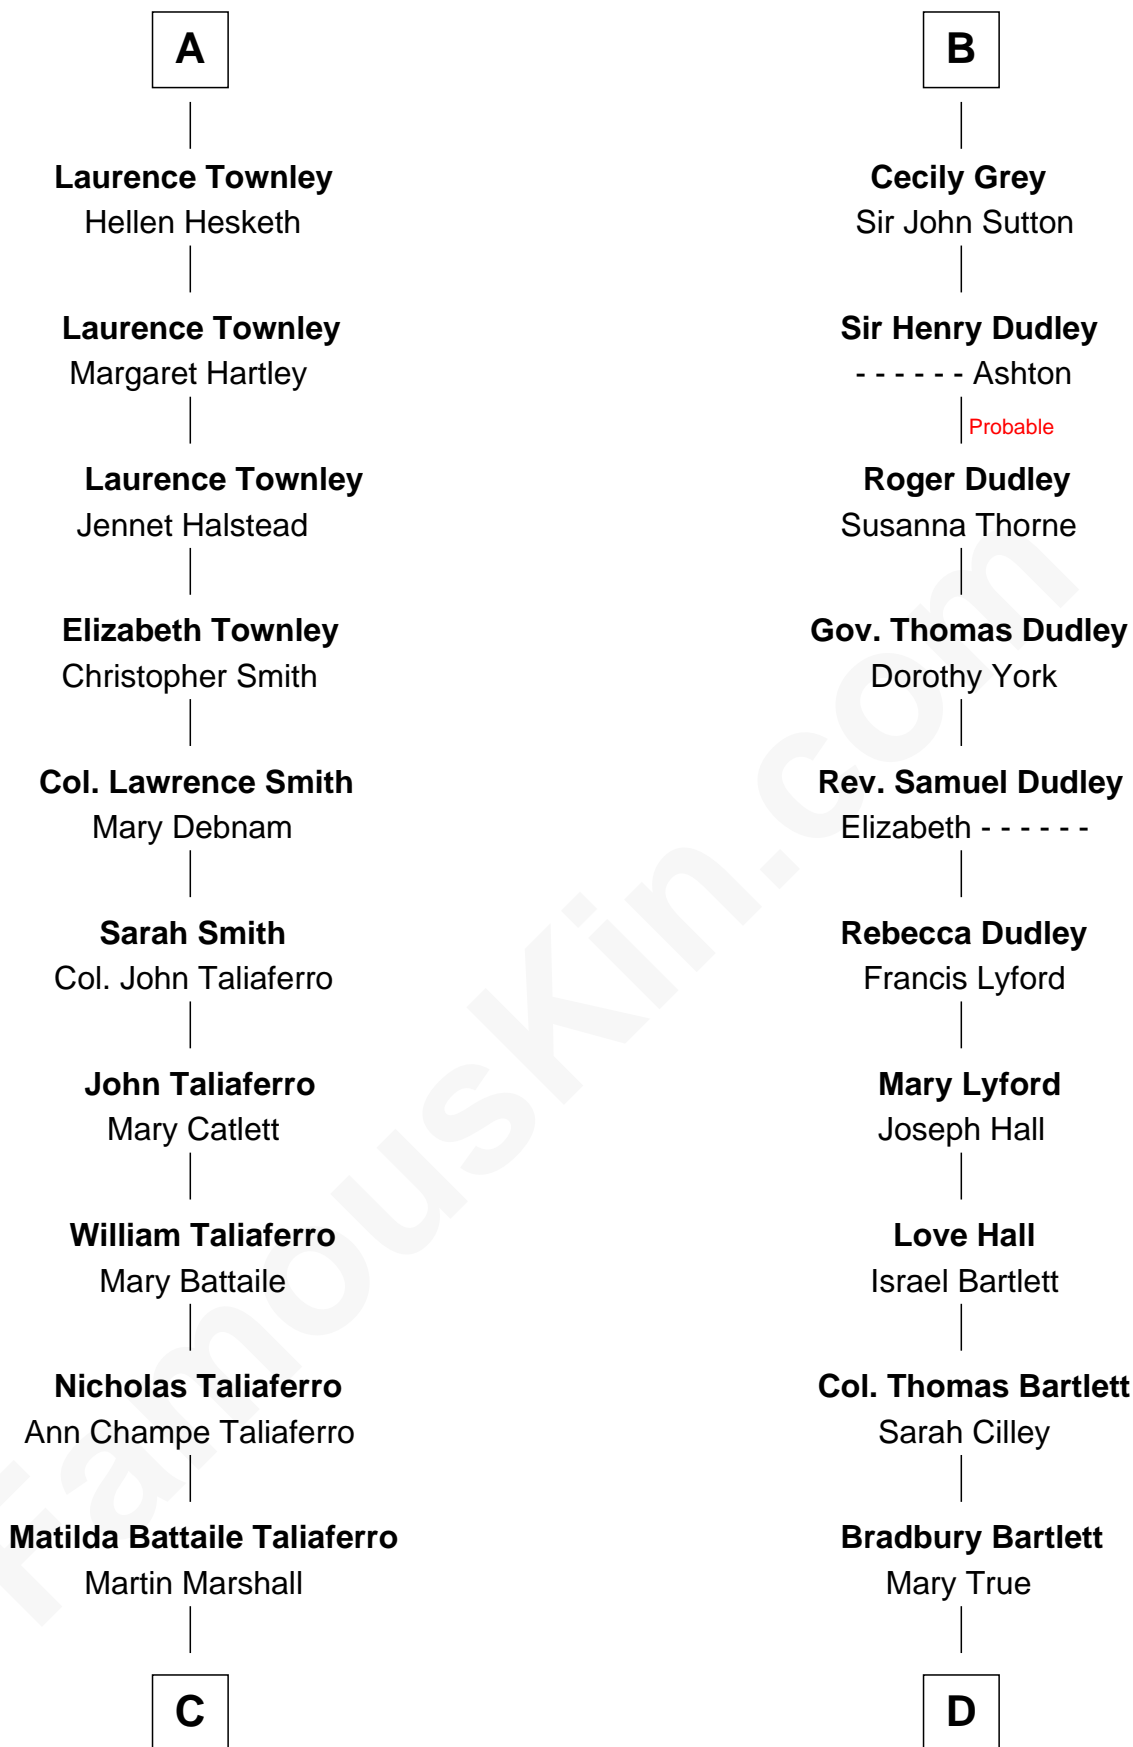 A
Laurence Townley
Hellen Hesketh
Laurence Townley
Margaret Hartley
Laurence Townley
Jennet Halstead
Elizabeth Townley
Christopher Smith
Col. Lawrence Smith
Mary Debnam
Sarah Smith
Col. John Taliaferro
John Taliaferro
Mary Catlett
William Taliaferro
Mary Battaile
Nicholas Taliaferro
Ann Champe Taliaferro
Matilda Battaile Taliaferro
Martin Marshall
C
B
Cecily Grey
Sir John Sutton
Sir Henry Dudley
- - - - - - Ashton
Probable
Roger Dudley
Susanna Thorne
Gov. Thomas Dudley
Dorothy York
Rev. Samuel Dudley
Elizabeth - - - - - -
Rebecca Dudley
Francis Lyford
Mary Lyford
Joseph Hall
Love Hall
Israel Bartlett
Col. Thomas Bartlett
Sarah Cilley
Bradbury Bartlett
Mary True
D
FamousKin.com